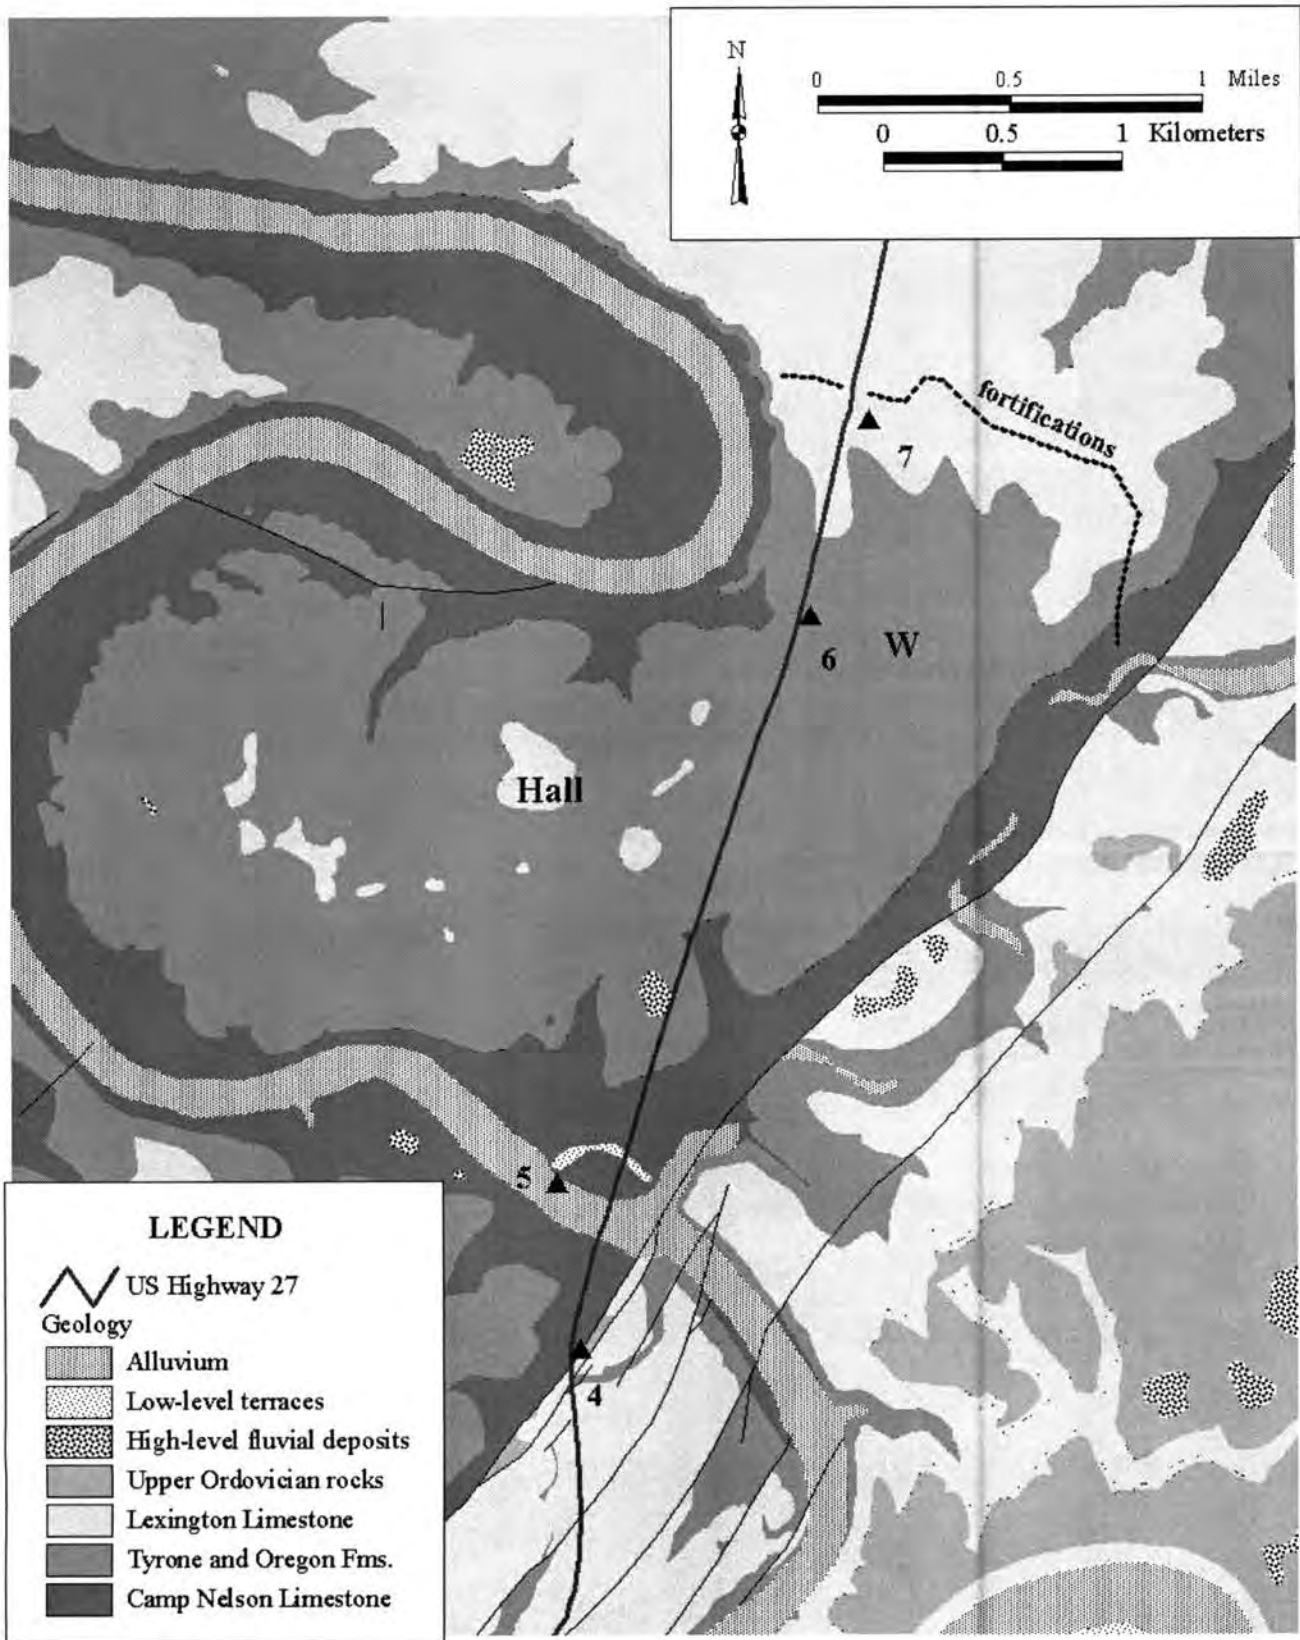 N
0 0.5 1 Miles
0 0.5 1 Kilometers
fortifications
7
6
W
Hall
5
4
LEGEND
US Highway 27
Geology
Alluvium
Low-level terraces
High-level fluvial deposits
Upper Ordovician rocks
Lexington Limestone
Tyrone and Oregon Fms.
Camp Nelson Limestone